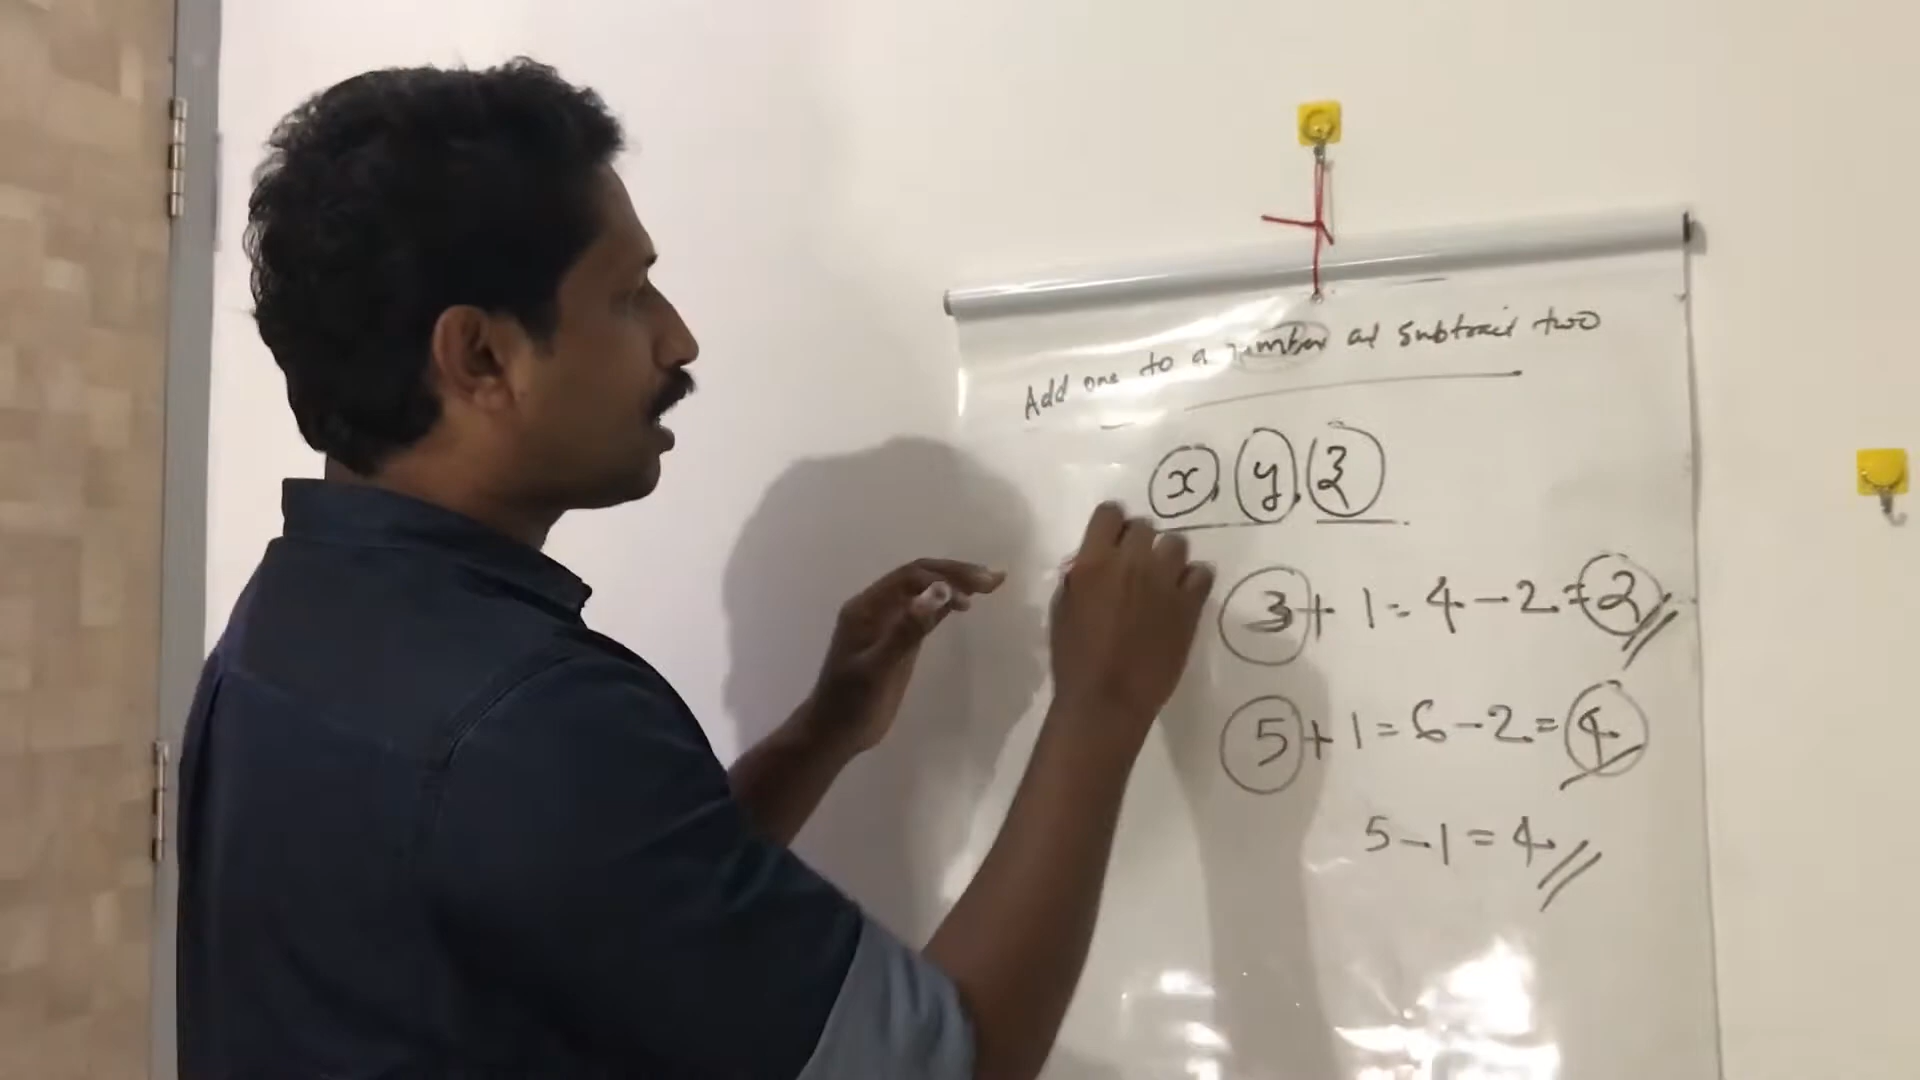 Add one to a number ad subtract two
x, y, z
3 + 1 = 4 - 2 = 2
5 + 1 = 6 - 2 = 4
5 - 1 = 4